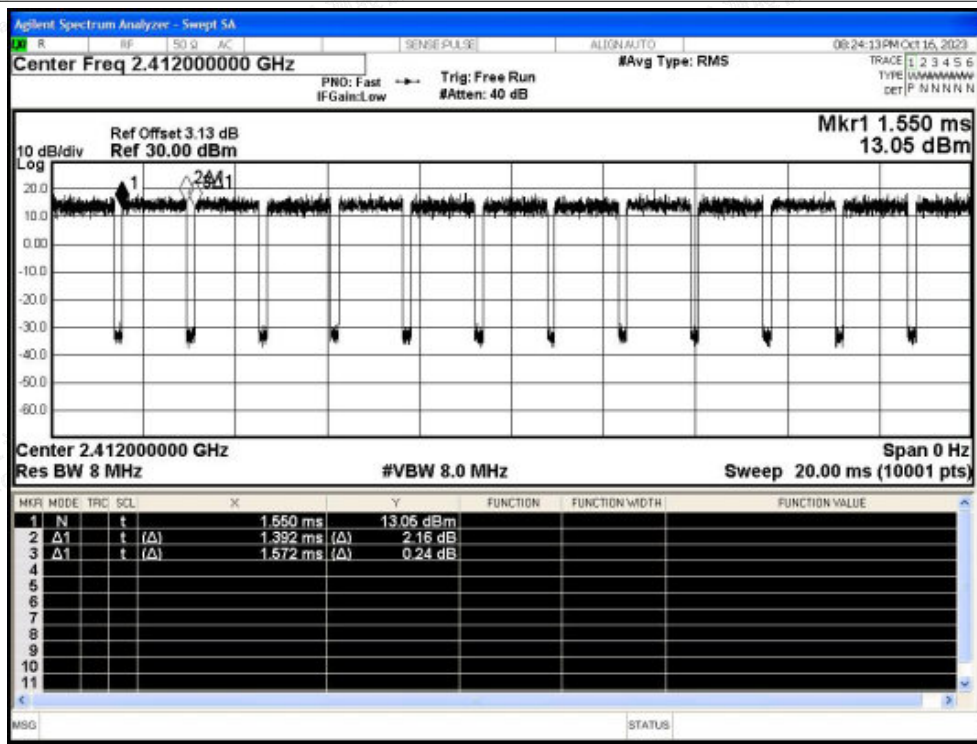 Agilent Spectrum Analyzer - Swept SA
R RF 50 Ω AC SENSE:PULSE ALIGN AUTO 08:24:13 PM Oct 16, 2023
Center Freq 2.412000000 GHz #Avg Type: RMS TRACE 1 2 3 4 5 6
PNO: Fast Trig: Free Run TYPE
IFGain:Low #Atten: 40 dB DET P N N N N N
Mkr1 1.550 ms
Ref Offset 3.13 dB
10 dB/div Ref 30.00 dBm 13.05 dBm
Log
1 2Δ1
20.0
10.0
0.00
-10.0
-20.0
-30.0
-40.0
-50.0
-60.0
Center 2.412000000 GHz Span 0 Hz
Res BW 8 MHz #VBW 8.0 MHz Sweep 20.00 ms (10001 pts)
MKR MODE TRC SCL X Y FUNCTION FUNCTION WIDTH FUNCTION VALUE
1 N t 1.550 ms 13.05 dBm
2 Δ1 t (Δ) 1.392 ms (Δ) 2.16 dB
3 Δ1 t (Δ) 1.572 ms (Δ) 0.24 dB
4
5
6
7
8
9
10
11
MSG STATUS